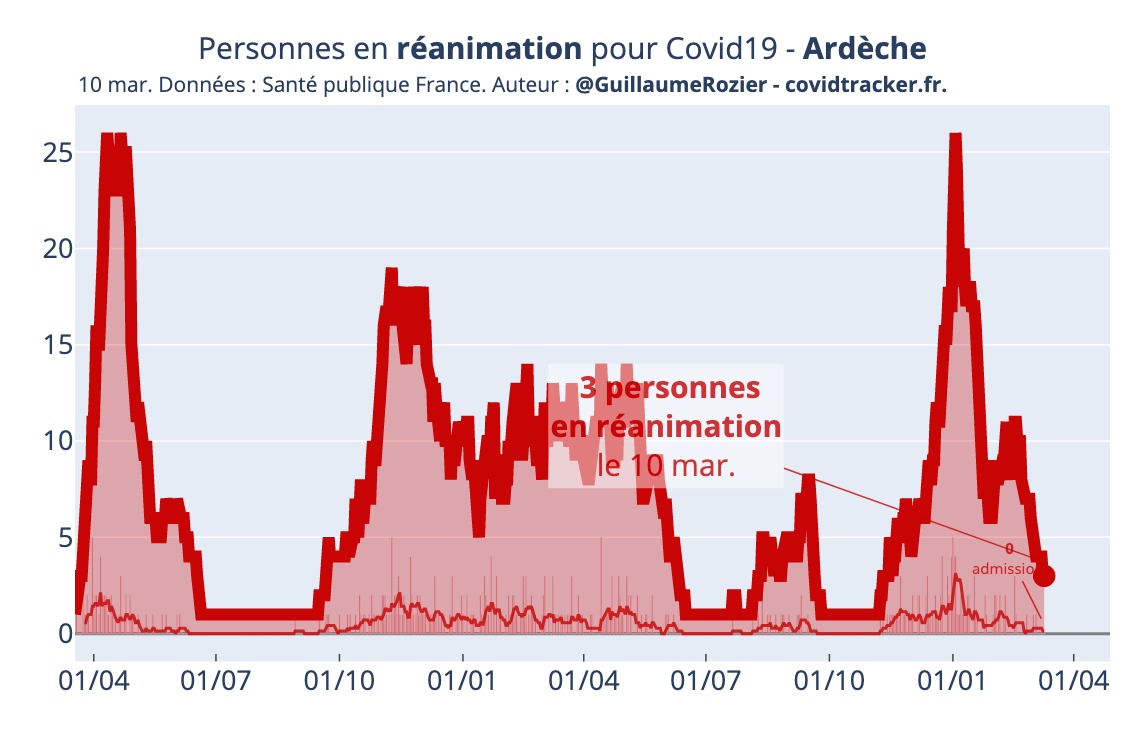 Personnes en réanimation pour Covid19 - Ardèche
10 mar. Données : Santé publique France. Auteur : @GuillaumeRozier - covidtracker.fr.
25
20
15
10
5
0
3 personnes
en réanimation
le 10 mar.
0
admissio
01/04
01/07
01/10
01/01
01/04
01/07
01/10
01/01
01/04